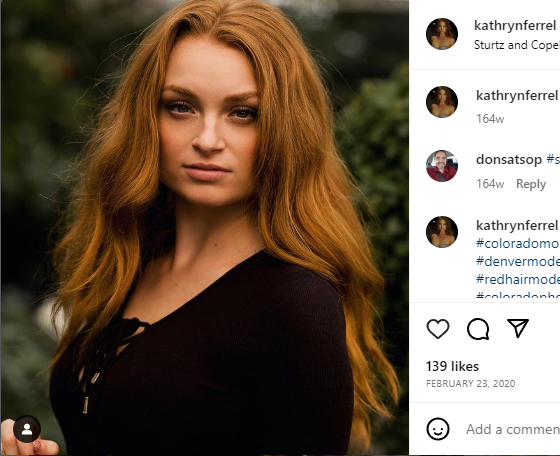 kathrynferrel
Sturtz and Cope
kathrynferrel
164w
donsatsop #s
164w Reply
kathrynferrel
#coloradomo
#denvermode
#redhairmode
#coloradopho
139 likes
FEBRUARY 23, 2020
Add a commen